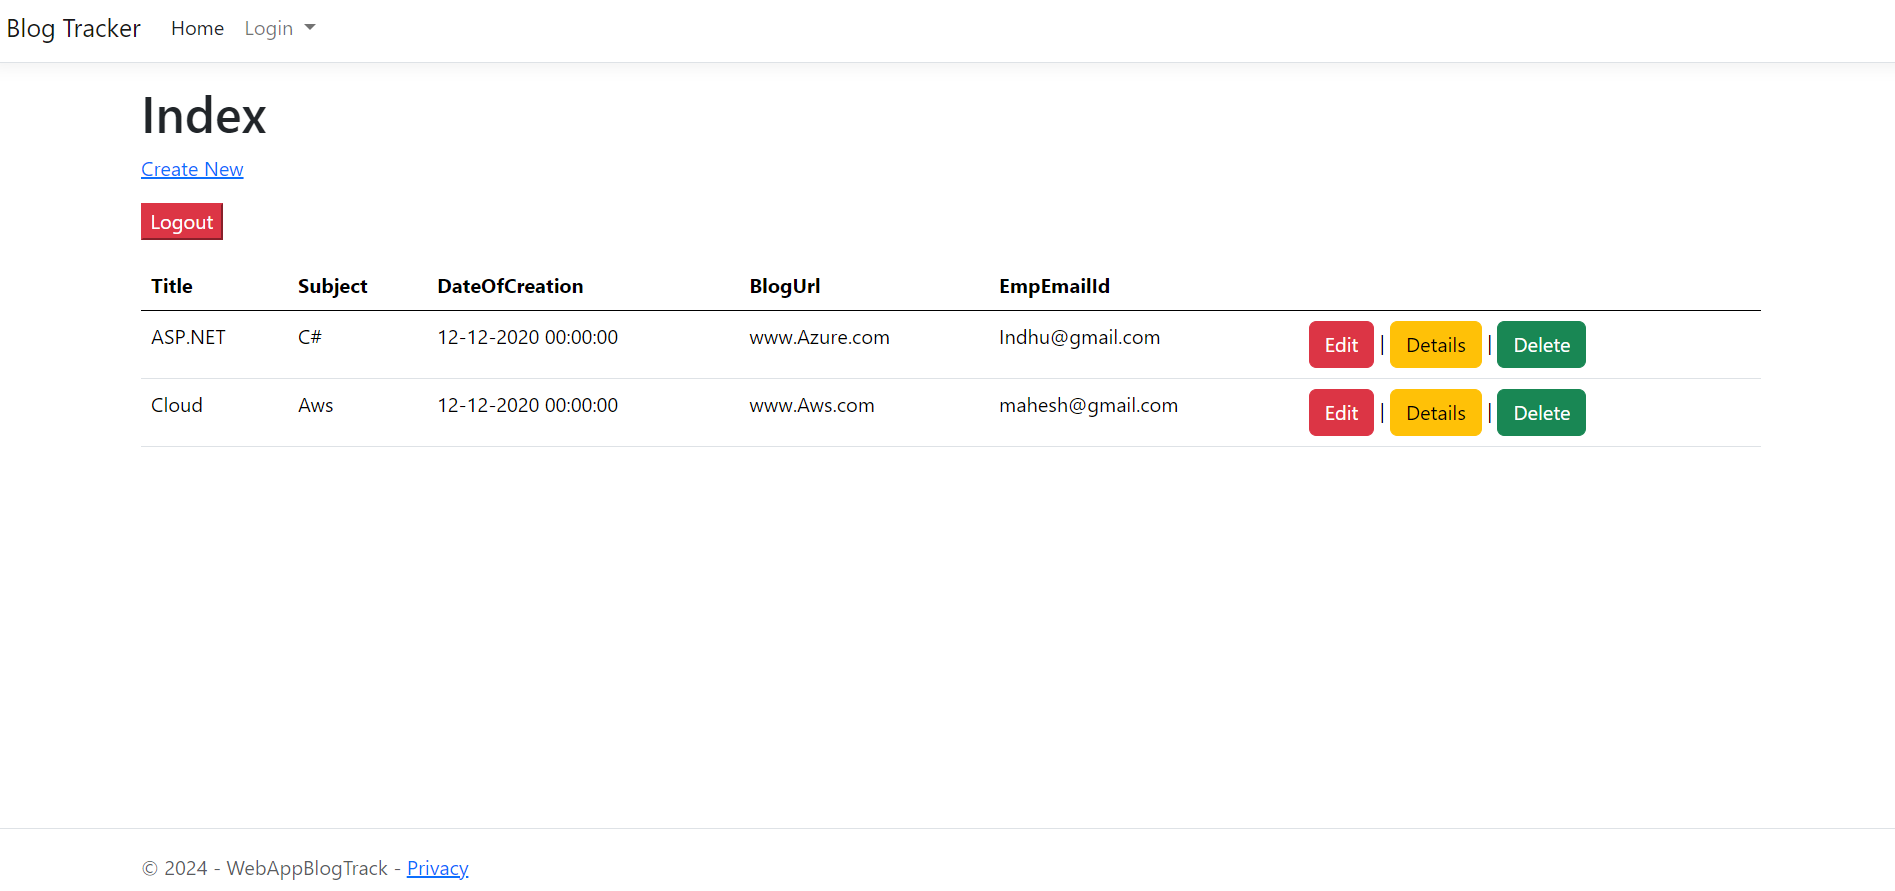 Blog Tracker Home Login
Index
Create New
Logout
Title Subject DateOfCreation BlogUrl EmpEmailId
ASP.NET C# 12-12-2020 00:00:00 www.Azure.com Indhu@gmail.com Edit | Details | Delete
Cloud Aws 12-12-2020 00:00:00 www.Aws.com mahesh@gmail.com Edit | Details | Delete
© 2024 - WebAppBlogTrack - Privacy